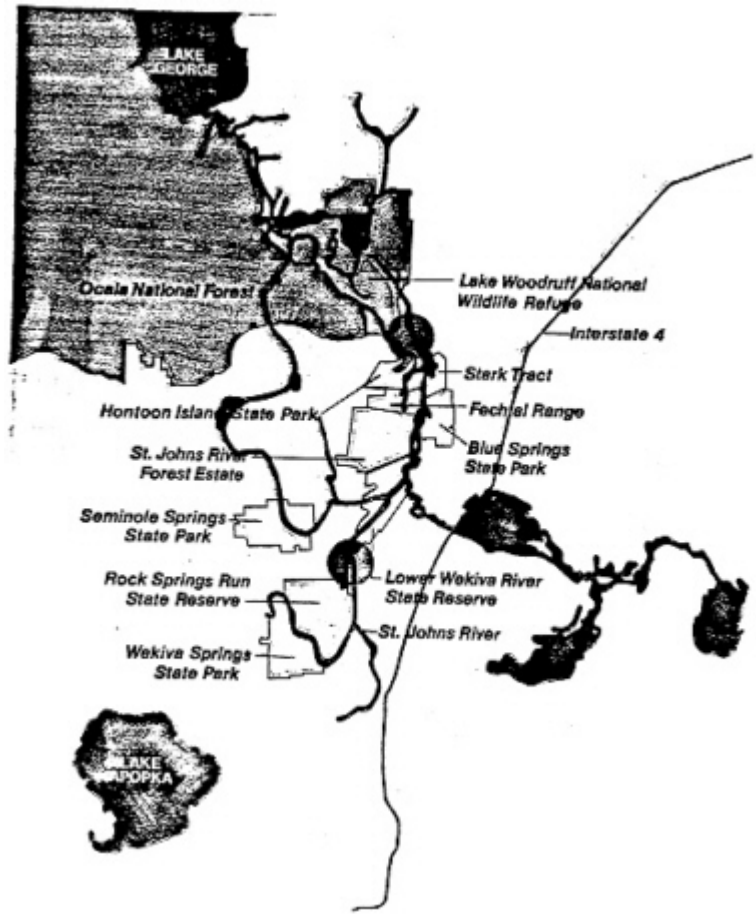 LAKE
GEORGE
Ocala National Forest
Lake Woodruff National
Wildlife Refuge
Interstate 4
Stark Tract
Hontoon Island State Park
Fechtel Range
St. Johns River
Forest Estate
Blue Springs
State Park
Seminole Springs
State Park
Rock Springs Run
State Reserve
Lower Wekiva River
State Reserve
St. Johns River
Wekiva Springs
State Park
LAKE
APOPKA